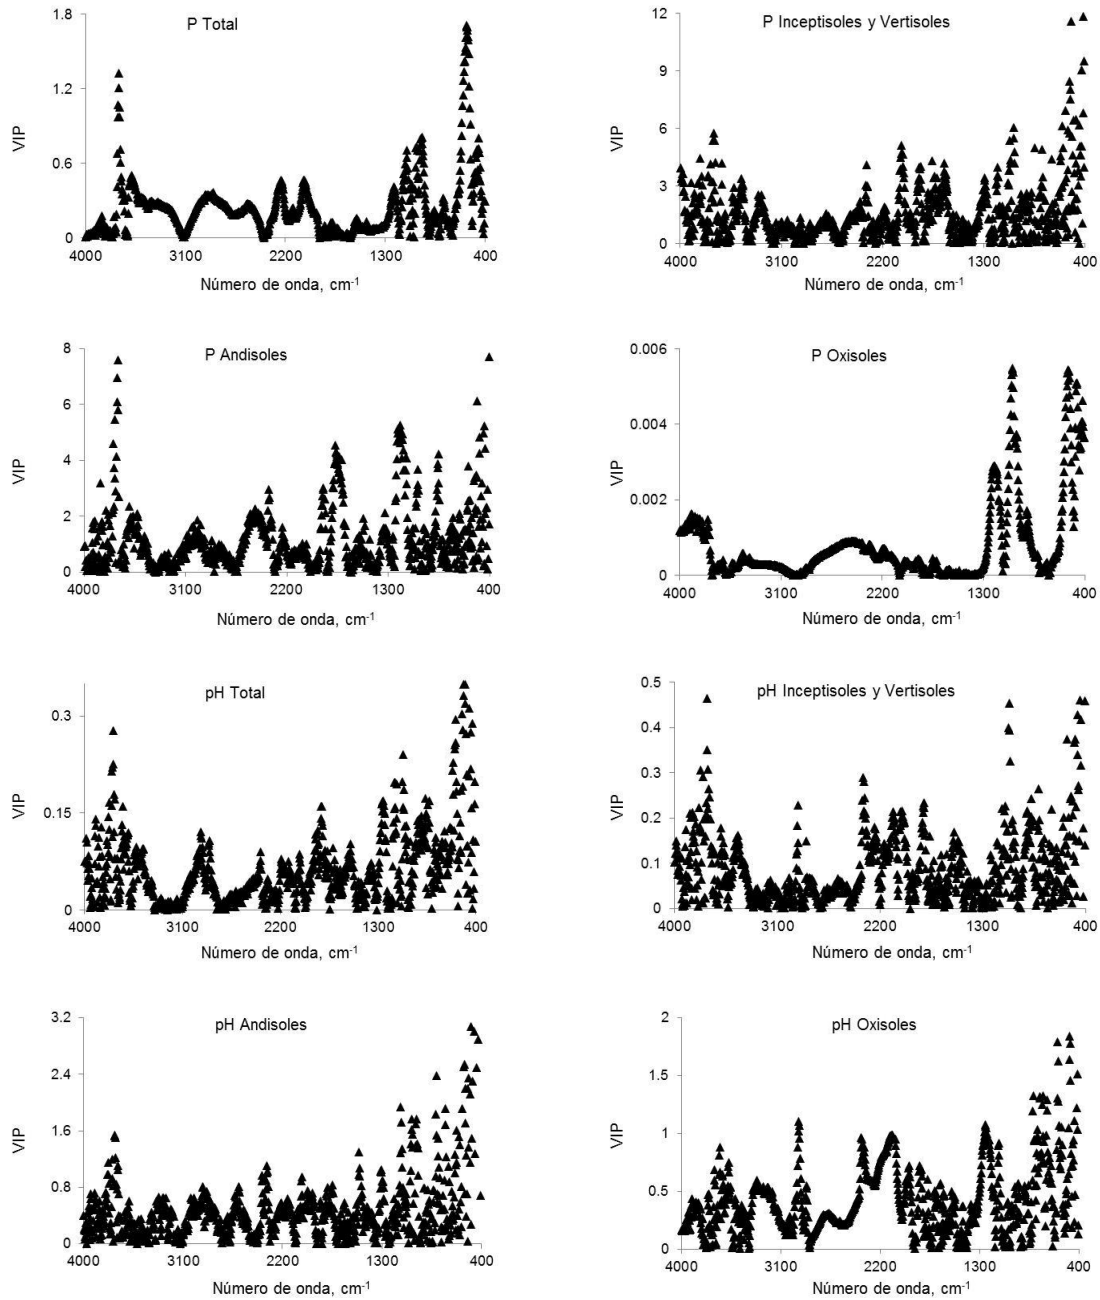 P Total
VIP
1.8
1.2
0.6
0
4000 3100 2200 1300 400
Número de onda, cm-1
P Inceptisoles y Vertisoles
VIP
12
9
6
3
0
4000 3100 2200 1300 400
Número de onda, cm-1
P Andisoles
VIP
8
6
4
2
0
4000 3100 2200 1300 400
Número de onda, cm-1
P Oxisoles
VIP
0.006
0.004
0.002
0
4000 3100 2200 1300 400
Número de onda, cm-1
pH Total
VIP
0.3
0.15
0
4000 3100 2200 1300 400
Número de onda, cm-1
pH Inceptisoles y Vertisoles
VIP
0.5
0.4
0.3
0.2
0.1
0
4000 3100 2200 1300 400
Número de onda, cm-1
pH Andisoles
VIP
3.2
2.4
1.6
0.8
0
4000 3100 2200 1300 400
Número de onda, cm-1
pH Oxisoles
VIP
2
1.5
1
0.5
0
4000 3100 2200 1300 400
Número de onda, cm-1